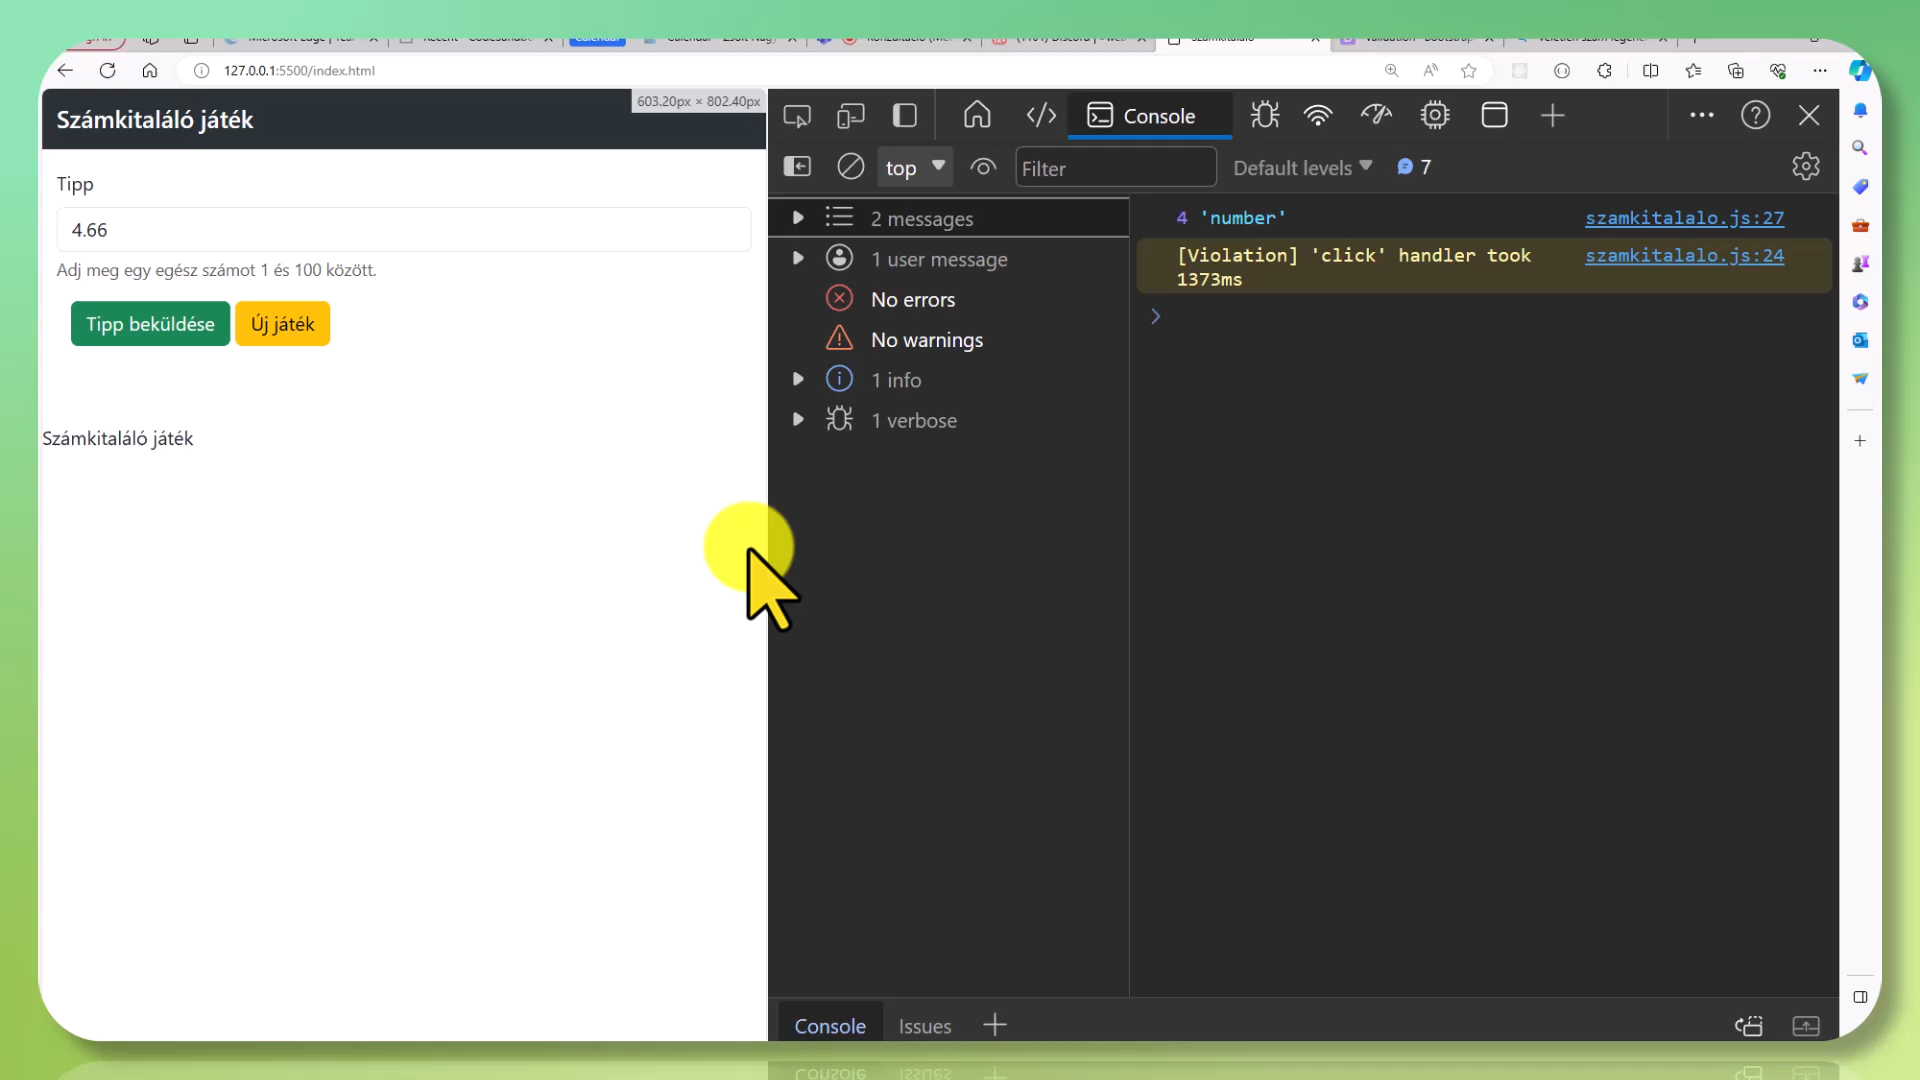 127.0.0.1:5500/index.html
Számkitaláló játék
603.20px × 802.40px
Tipp
4.66
Adj meg egy egész számot 1 és 100 között.
Tipp beküldése
Új játék
Számkitaláló játék
Console
top
Filter
Default levels
7
2 messages
1 user message
No errors
No warnings
1 info
1 verbose
4 'number'
szamkitalalo.js:27
[Violation] 'click' handler took
1373ms
szamkitalalo.js:24
Console
Issues